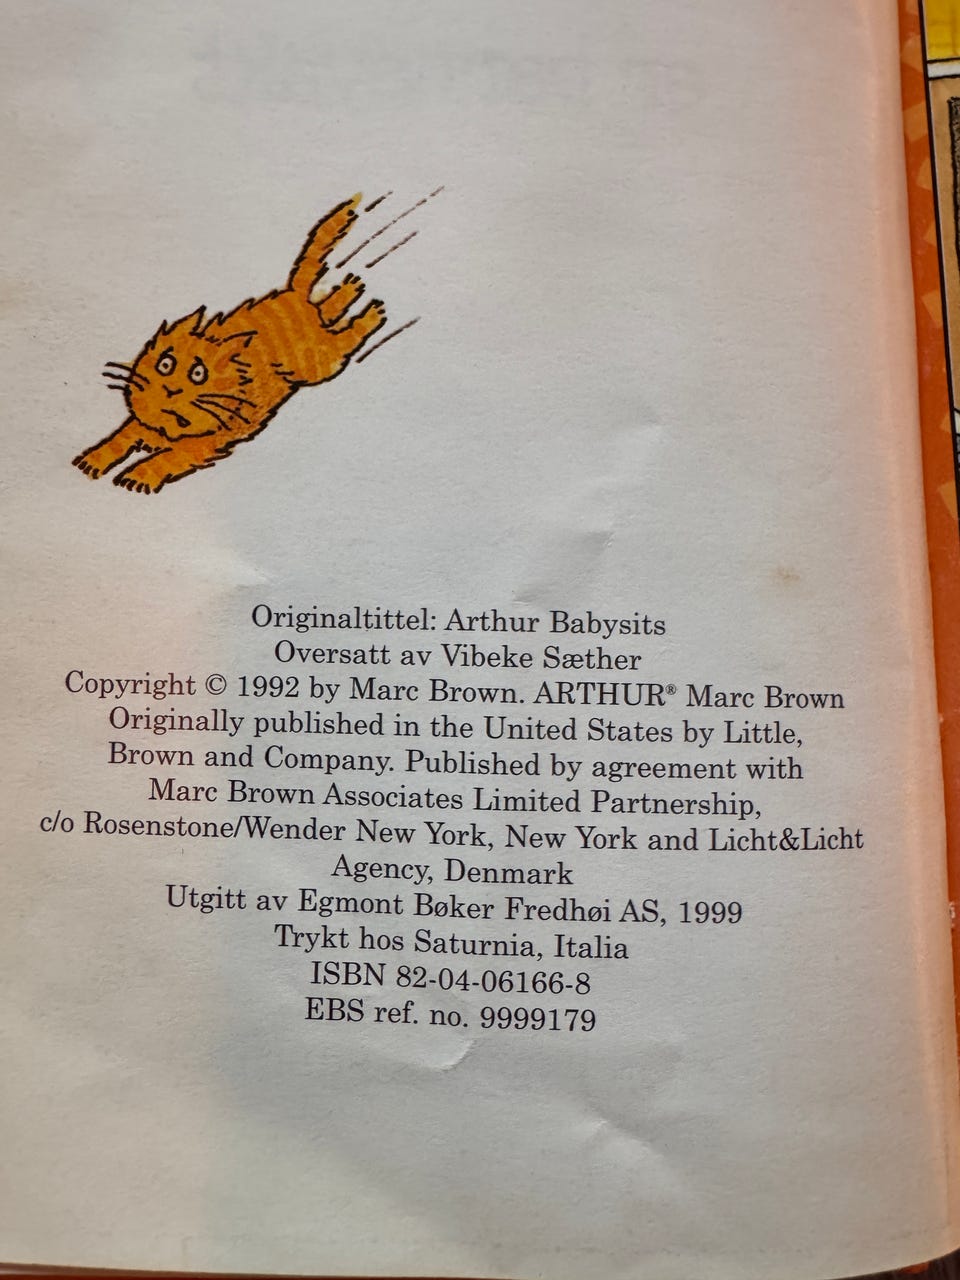 Originaltittel: Arthur Babysits
Oversatt av Vibeke Sæther
Copyright © 1992 by Marc Brown. ARTHUR® Marc Brown
Originally published in the United States by Little,
Brown and Company. Published by agreement with
Marc Brown Associates Limited Partnership,
c/o Rosenstone/Wender New York, New York and Licht&Licht
Agency, Denmark
Utgitt av Egmont Bøker Fredhøi AS, 1999
Trykt hos Saturnia, Italia
ISBN 82-04-06166-8
EBS ref. no. 9999179